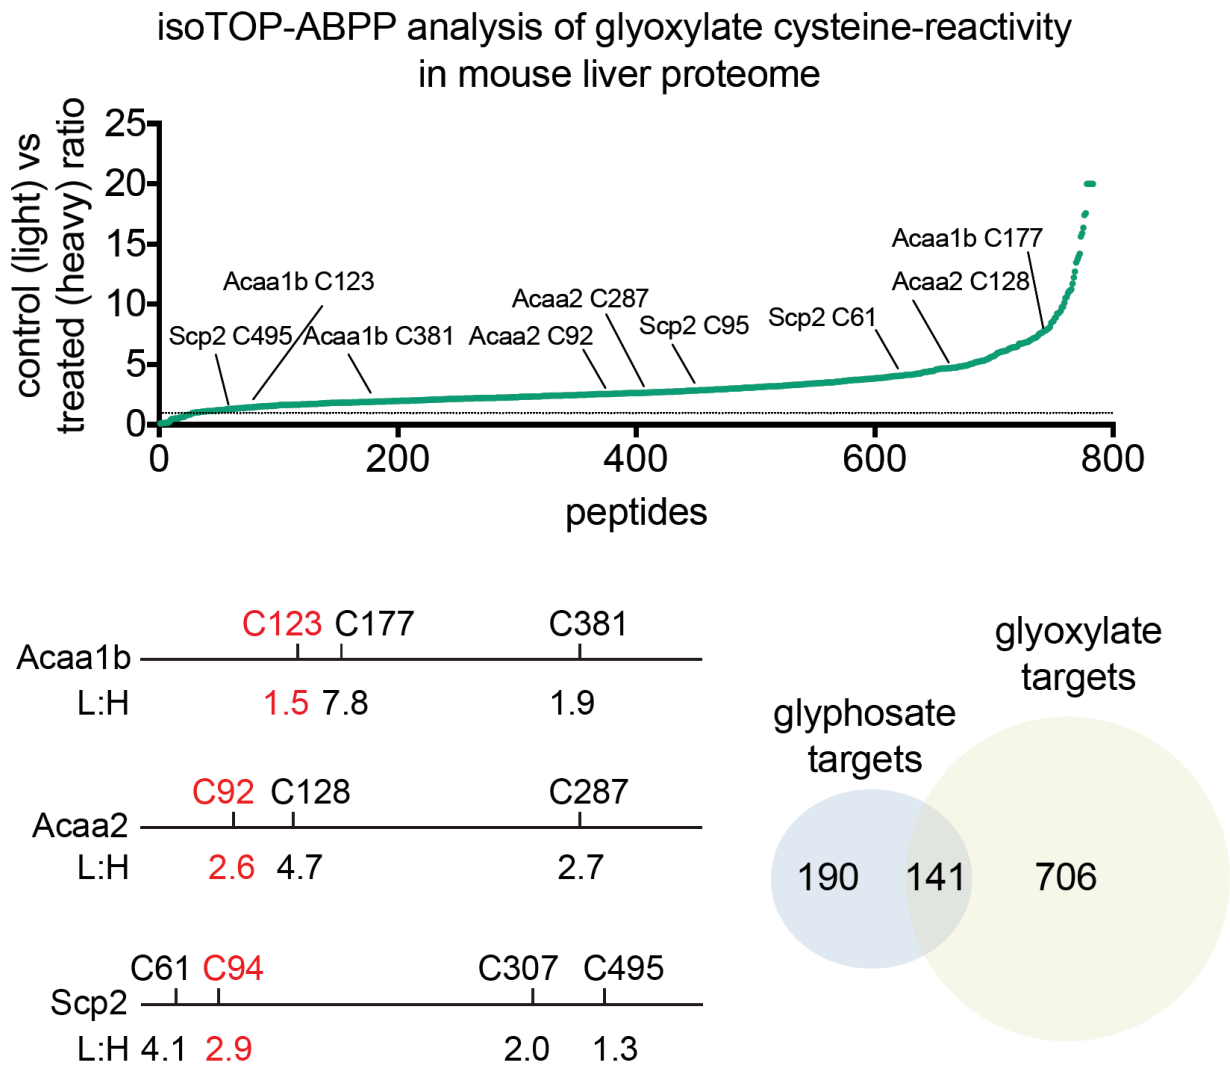 isoTOP-ABPP analysis of glyoxylate cysteine-reactivity
in mouse liver proteome
control (light) vs
treated (heavy) ratio
25
20
15
10
5
0
Acaa1b C177
Acaa1b C123
Acaa2 C128
Acaa2 C287
Scp2 C61
Scp2 C95
Scp2 C495
Acaa1b C381
Acaa2 C92
0 200 400 600 800
peptides
C123 C177 C381
Acaa1b
L:H 1.5 7.8 1.9
C92 C128 C287
Acaa2
L:H 2.6 4.7 2.7
C61 C94 C307 C495
Scp2
L:H 4.1 2.9 2.0 1.3
glyoxylate
targets
glyphosate
targets
190 141 706